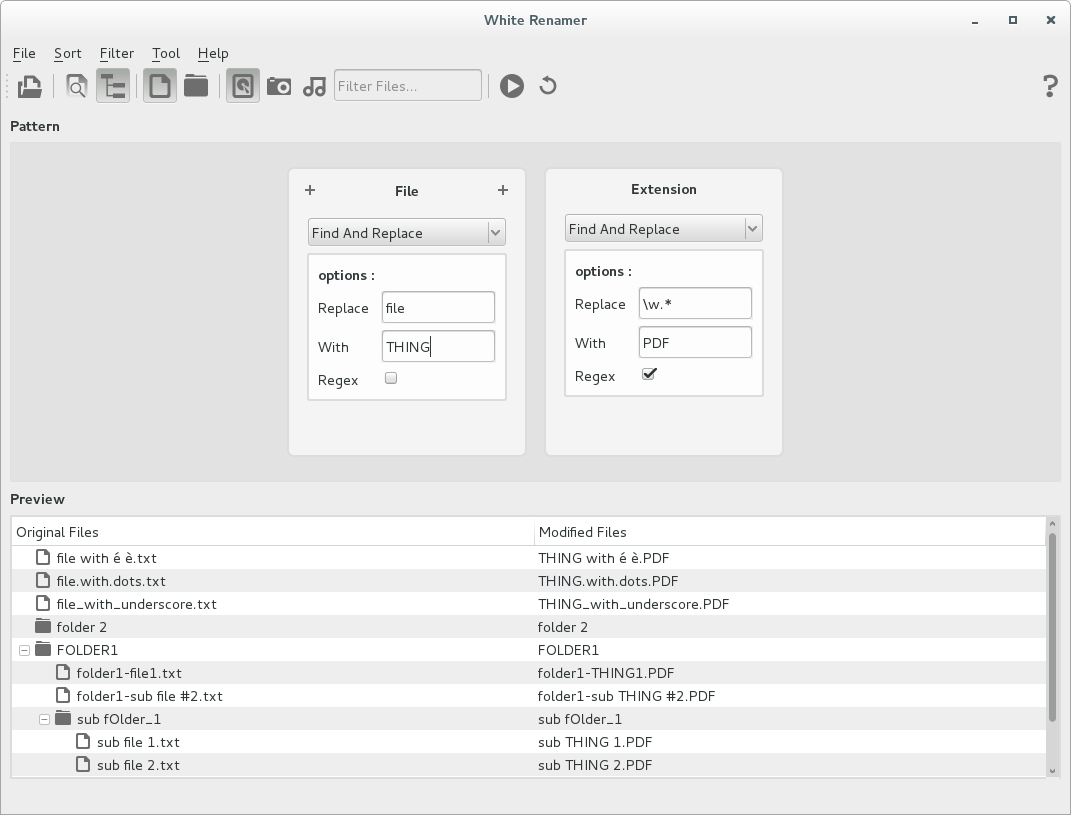 White Renamer
File Sort Filter Tool Help
Filter Files...
?
Pattern
+ File +
Find And Replace
options :
Replace file
With THING
Regex
Extension
Find And Replace
options :
Replace \w.*
With PDF
Regex
Preview
Original Files Modified Files
file with é è.txt THING with é è.PDF
file.with.dots.txt THING.with.dots.PDF
file_with_underscore.txt THING_with_underscore.PDF
folder 2 folder 2
FOLDER1 FOLDER1
folder1-file1.txt folder1-THING1.PDF
folder1-sub file #2.txt folder1-sub THING #2.PDF
sub fOlder_1 sub fOlder_1
sub file 1.txt sub THING 1.PDF
sub file 2.txt sub THING 2.PDF